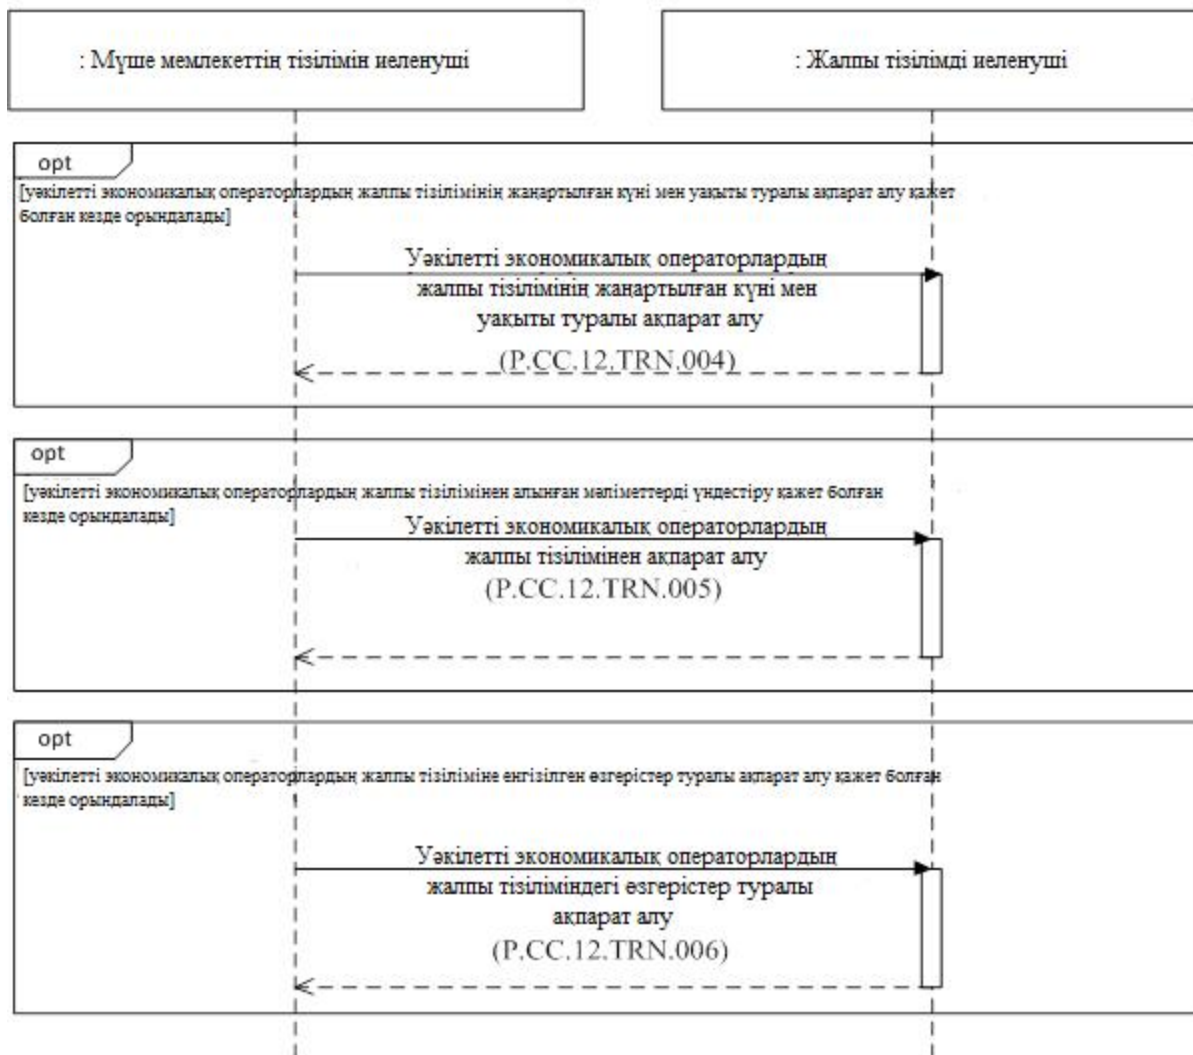 : Мүше мемлекеттің тізілімін иеленуші
: Жалпы тізілімді иеленуші
opt
[уәкілетті экономикалық операторлардың жалпы тізілімінің жаңартылған күні мен уақыты туралы ақпарат алу қажет
болған кезде орындалады]
Уәкілетті экономикалық операторлардың
жалпы тізілімінің жаңартылған күні мен
уақыты туралы ақпарат алу
(P.CC.12.TRN.004)
opt
[уәкілетті экономикалық операторлардың жалпы тізілімінен алынған мәліметтерді үндестіру қажет болған
кезде орындалады]
Уәкілетті экономикалық операторлардың
жалпы тізілімінен ақпарат алу
(P.CC.12.TRN.005)
opt
[уәкілетті экономикалық операторлардың жалпы тізіліміне енгізілген өзгерістер туралы ақпарат алу қажет болған
кезде орындалады]
Уәкілетті экономикалық операторлардың
жалпы тізіліміндегі өзгерістер туралы
ақпарат алу
(P.CC.12.TRN.006)